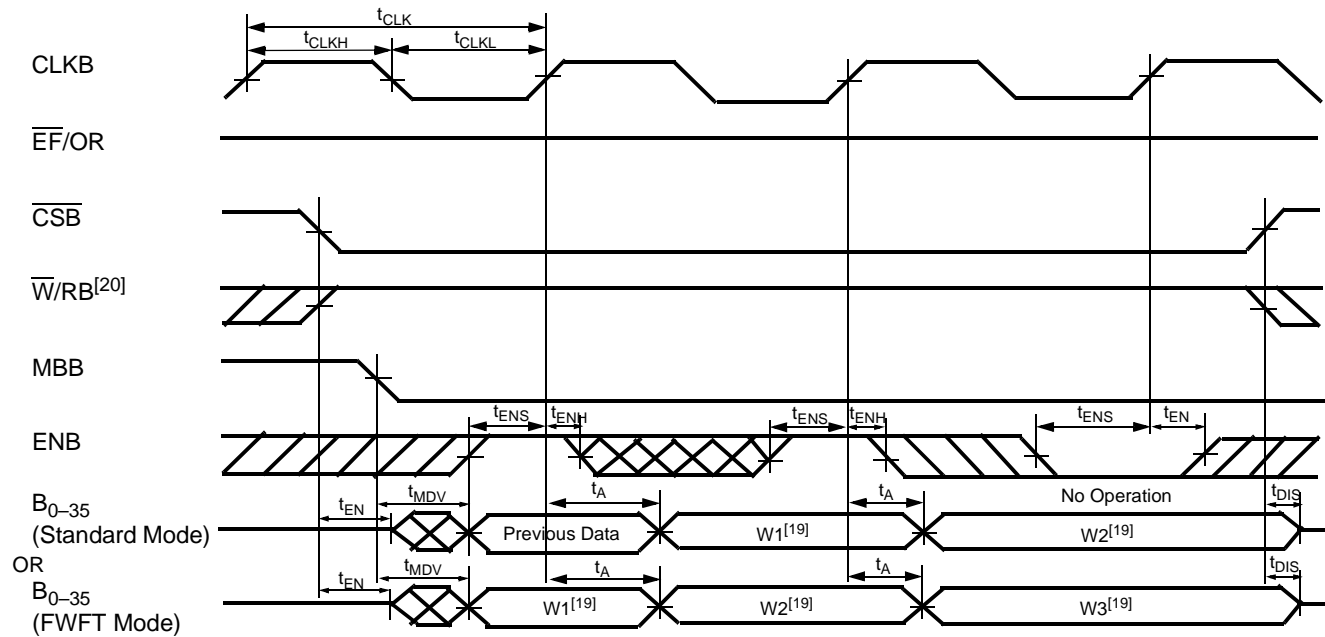 tCLK
tCLKH
tCLKL
CLKB
EF/OR
CSB
W/RB[20]
MBB
tENS
tENH
tENS
tENH
tENS
tEN
ENB
No Operation
B0–35
(Standard Mode)
tEN
tMDV
tA
tA
tDIS
Previous Data
W1[19]
W2[19]
OR
B0–35
(FWFT Mode)
tEN
tMDV
tA
tA
tDIS
W1[19]
W2[19]
W3[19]